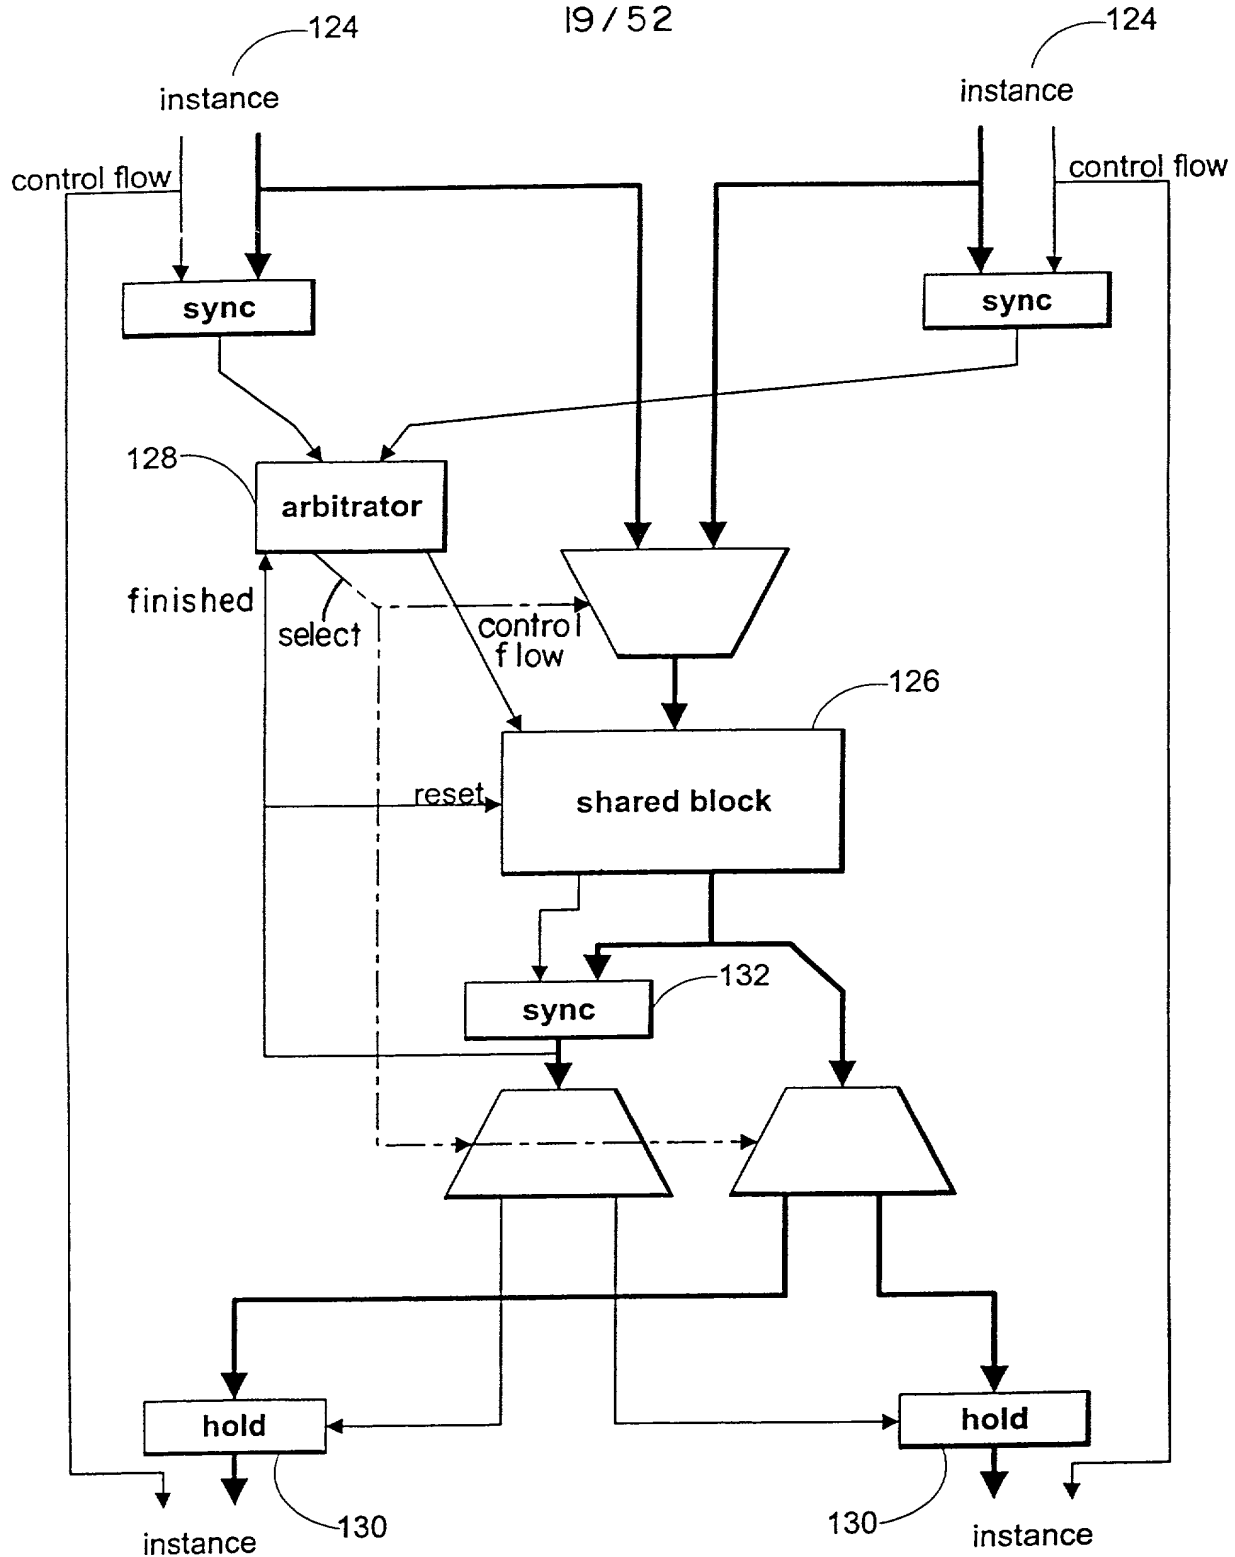 19/52
124
124
instance
instance
control flow
control flow
sync
sync
128
arbitrator
finished
select
control
flow
126
reset
shared block
132
sync
hold
hold
130
130
instance
instance